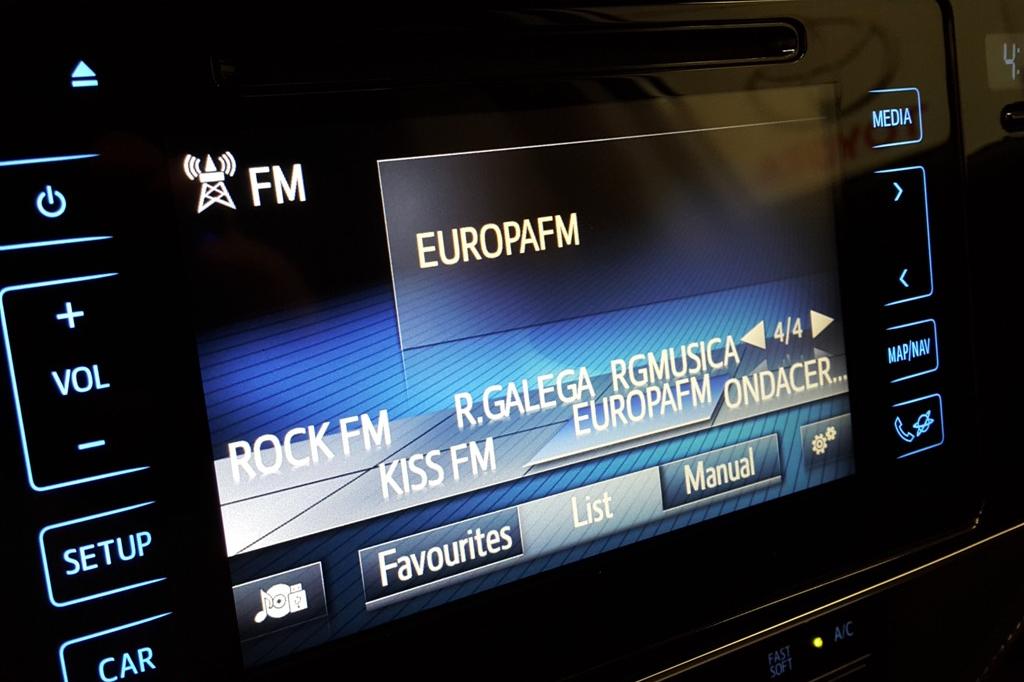 FM
EUROPAFM
4/4
ROCK FM
R.GALEGA
RGMUSICA
KISS FM
EUROPAFM
ONDACER...
Favourites
List
Manual
VOL
SETUP
CAR
MEDIA
MAP/NAV
4:
FAST
SOFT
A/C